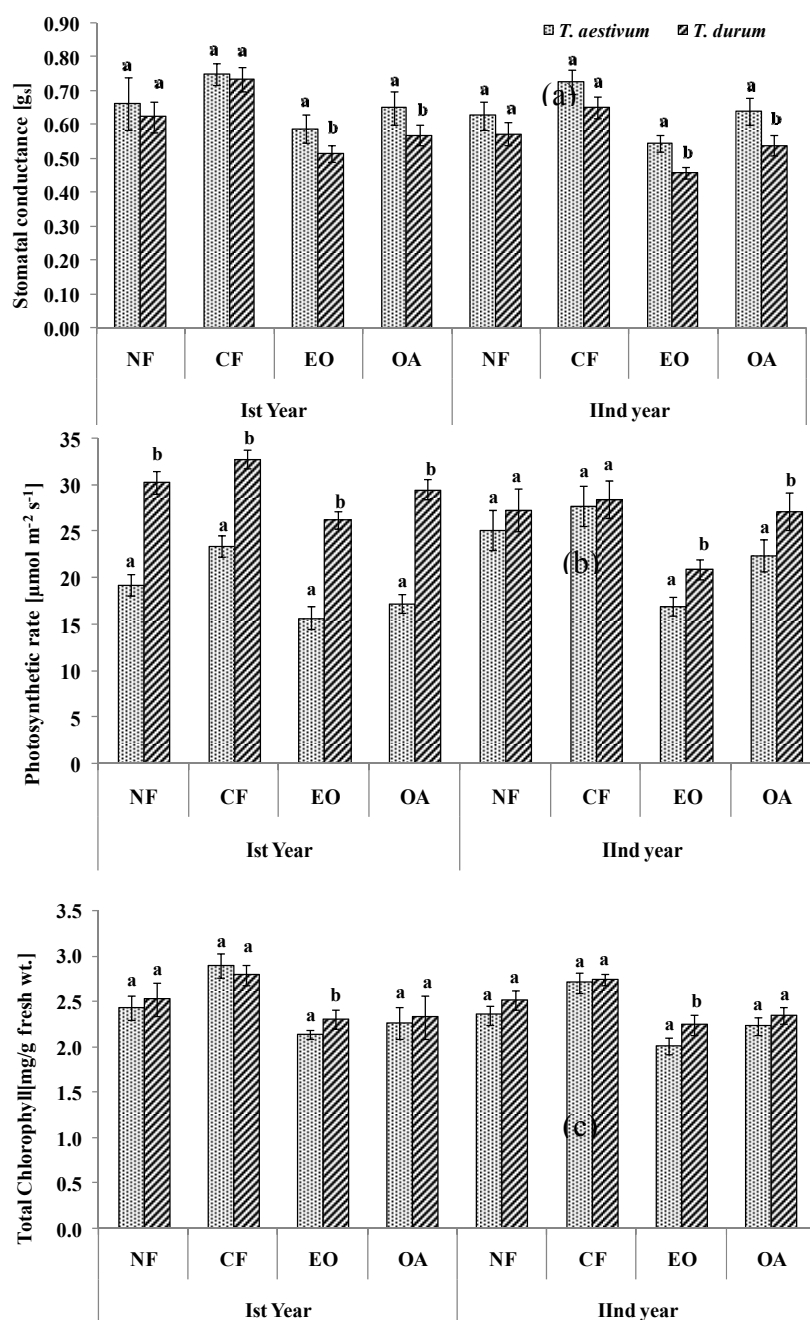 T. aestivum T. durum
0.90
0.80
0.70
0.60
0.50
0.40
0.30
0.20
0.10
0.00
Stomatal conductance [gs]
a a a a a b a b a a a a a b a b
(a)
NF CF EO OA NF CF EO OA
Ist Year IInd year
35
30
25
20
15
10
5
0
Photosynthetic rate [µmol m-2 s-1]
a b a b a b a b a a a a a b a b
(b)
NF CF EO OA NF CF EO OA
Ist Year IInd year
3.5
3.0
2.5
2.0
1.5
1.0
0.5
0.0
Total Chlorophyll[mg/g fresh wt.]
a a a a a b a a a a a a a b a a
(c)
NF CF EO OA NF CF EO OA
Ist Year IInd year